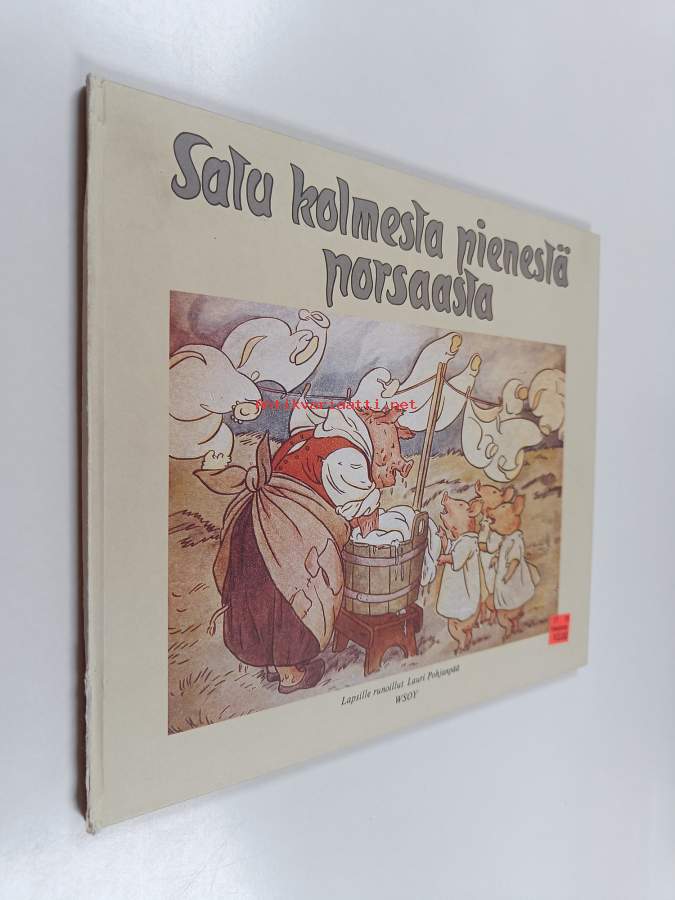 Satu kolmesta pienestä
porsaasta
Antikvariaatti.net
Lapsille runoillut Lauri Pohjanpää
WSOY